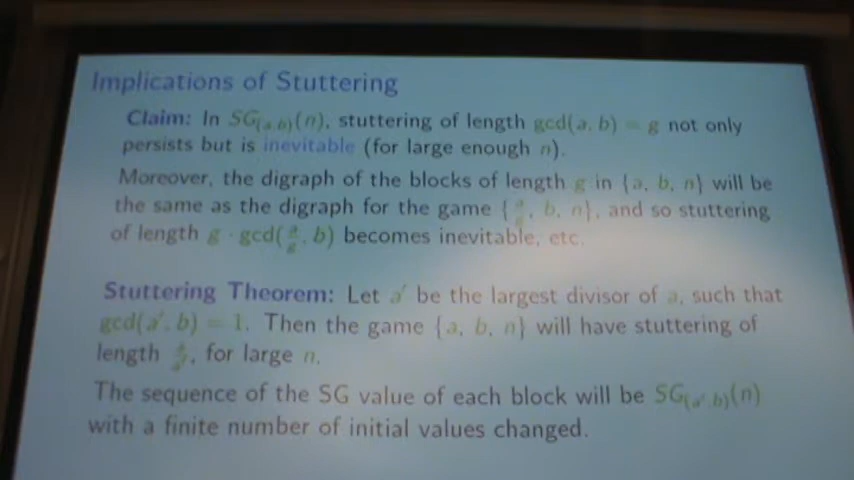 Implications of Stuttering
Claim: In SG(a,b)(n), stuttering of length gcd(a, b) = g not only
persists but is inevitable (for large enough n).
Moreover, the digraph of the blocks of length g in {a, b, n} will be
the same as the digraph for the game {a/g, b, n}, and so stuttering
of length g · gcd(a/g, b) becomes inevitable, etc.
Stuttering Theorem: Let a′ be the largest divisor of a, such that
gcd(a′, b) = 1. Then the game {a, b, n} will have stuttering of
length a/a′, for large n.
The sequence of the SG value of each block will be SG(a′,b)(n)
with a finite number of initial values changed.